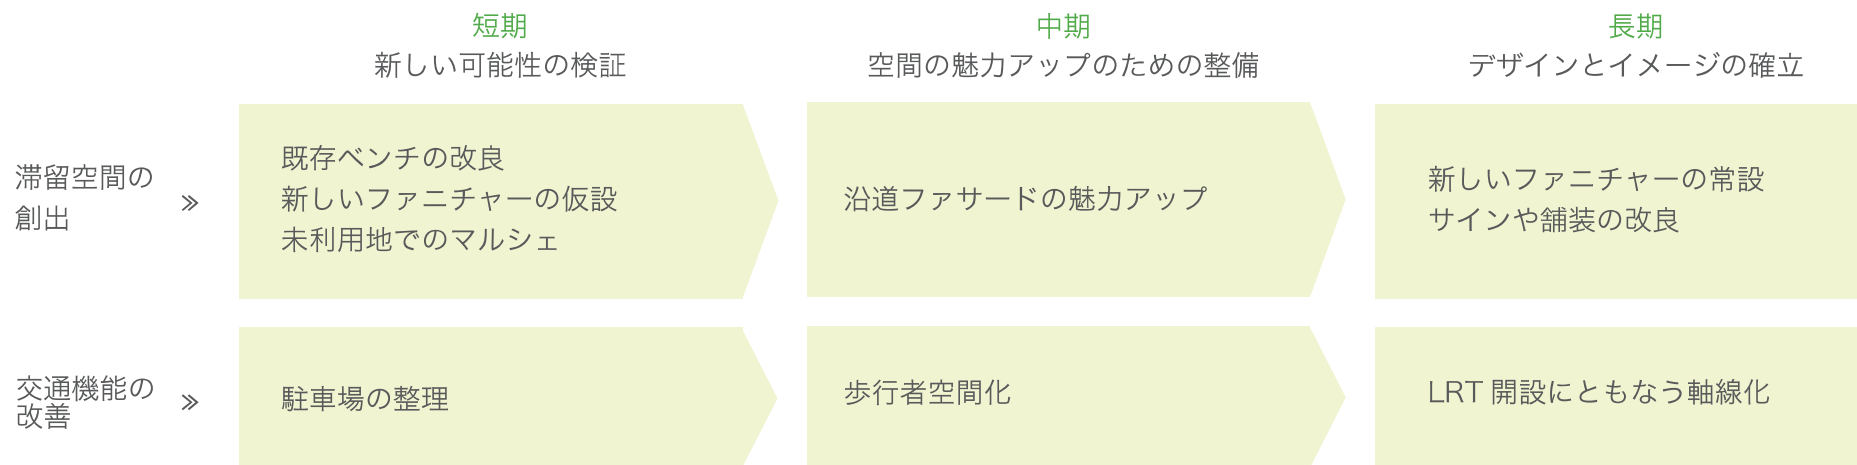 短期
新しい可能性の検証
中期
空間の魅力アップのための整備
長期
デザインとイメージの確立
滞留空間の
創出
既存ベンチの改良
新しいファニチャーの仮設
未利用地でのマルシェ
沿道ファサードの魅力アップ
新しいファニチャーの常設
サインや舗装の改良
交通機能の
改善
駐車場の整理
歩行者空間化
LRT 開設にともなう軸線化